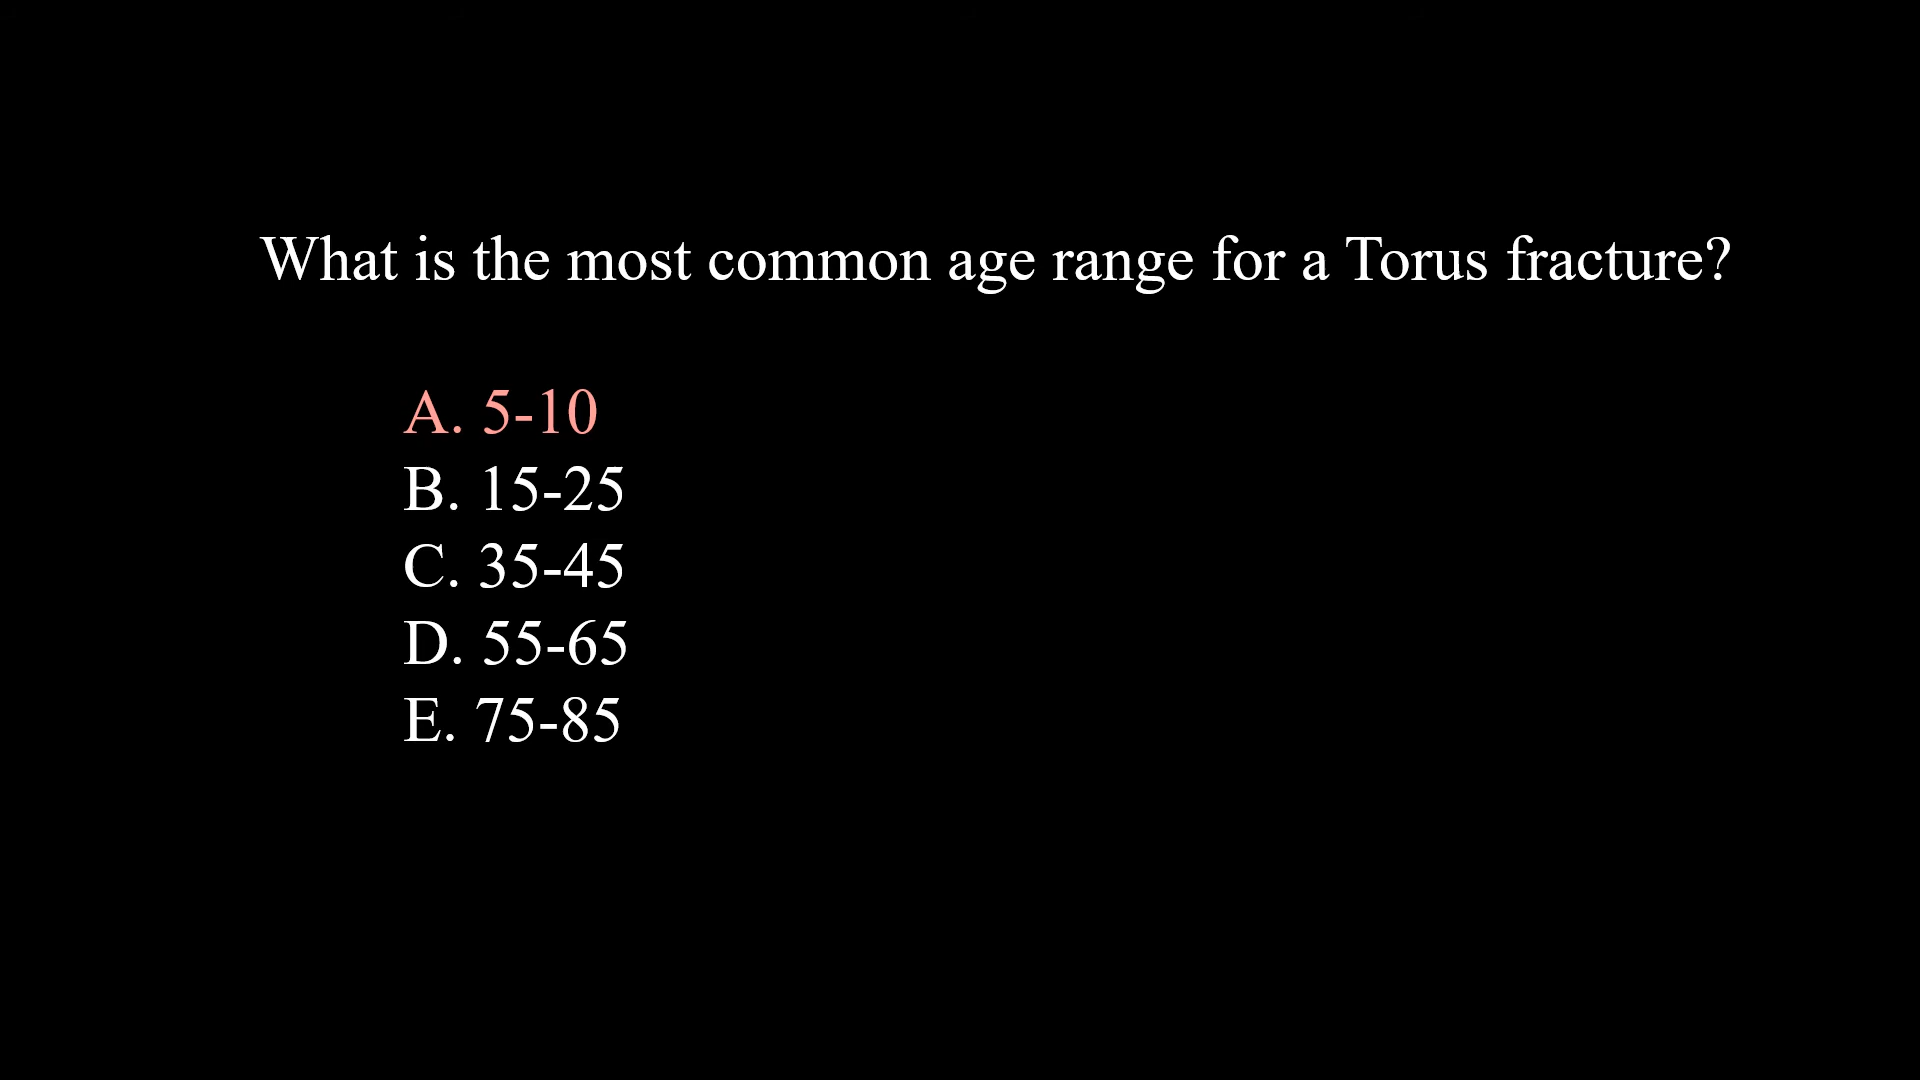 What is the most common age range for a Torus fracture?
A. 5-10
B. 15-25
C. 35-45
D. 55-65
E. 75-85